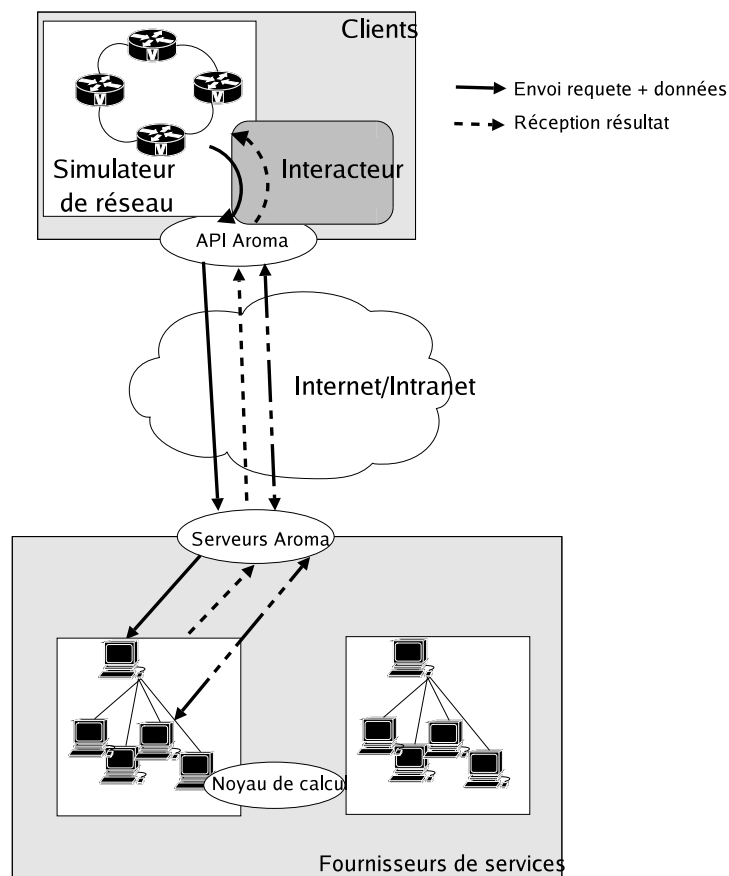 Clients
Envoi requete + données
Réception résultat
Simulateur
de réseau
Interacteur
API Aroma
Internet/Intranet
Serveurs Aroma
Noyau de calcul
Fournisseurs de services